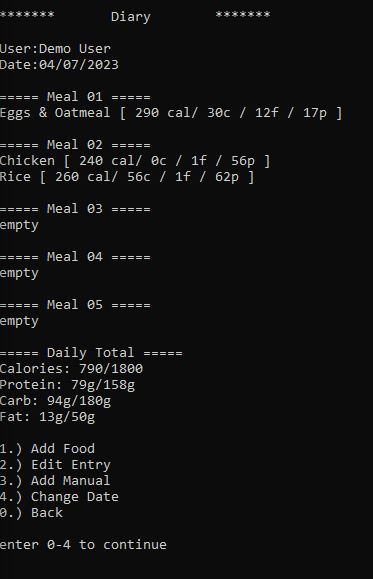 *******       Diary        *******
User:Demo User
Date:04/07/2023
===== Meal 01 =====
Eggs & Oatmeal [ 290 cal/ 30c / 12f / 17p ]
===== Meal 02 =====
Chicken [ 240 cal/ 0c / 1f / 56p ]
Rice [ 260 cal/ 56c / 1f / 62p ]
===== Meal 03 =====
empty
===== Meal 04 =====
empty
===== Meal 05 =====
empty
===== Daily Total =====
Calories: 790/1800
Protein: 79g/158g
Carb: 94g/180g
Fat: 13g/50g
1.) Add Food
2.) Edit Entry
3.) Add Manual
4.) Change Date
0.) Back
enter 0-4 to continue